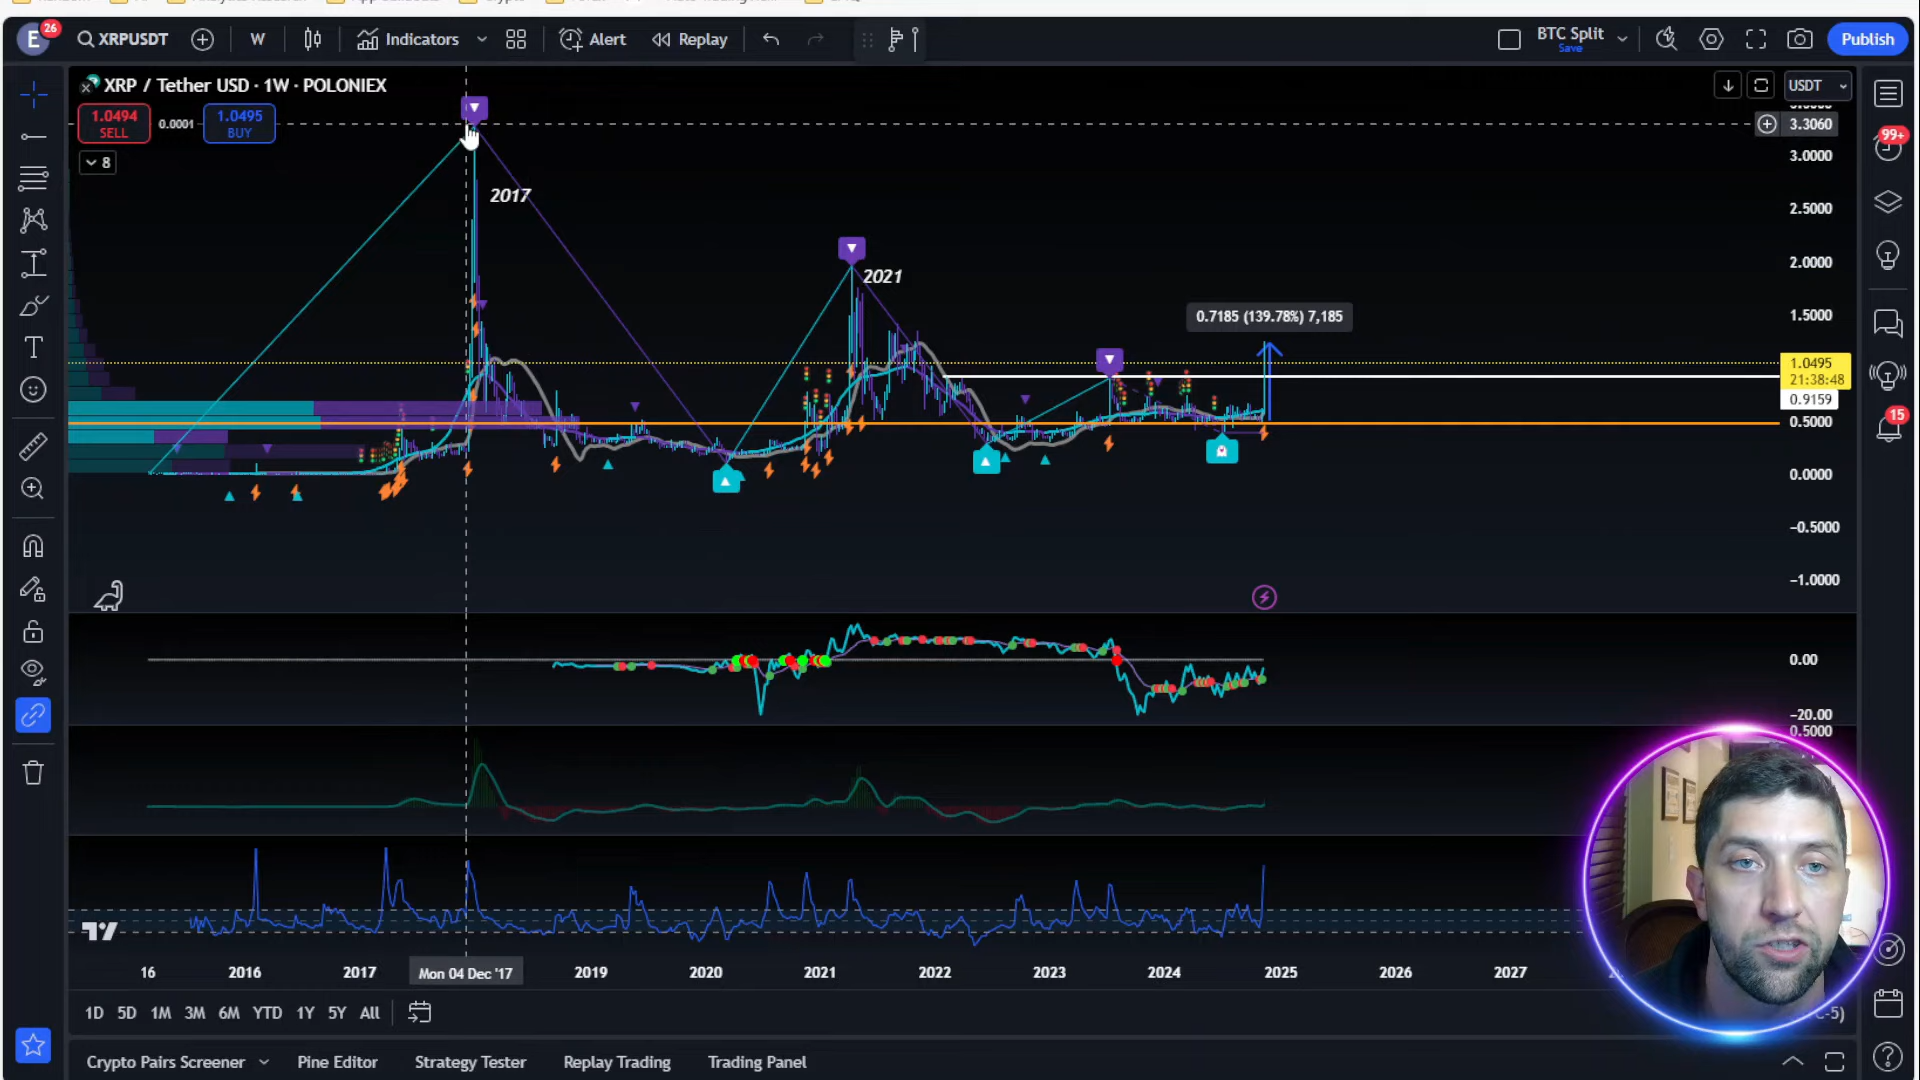 E
26
XRPUSDT
W
Indicators
Alert
Replay
BTC Split
Save
Publish
XRP / Tether USD · 1W · POLONIEX
USDT
1.0494
SELL
0.0001
1.0495
BUY
8
3.3060
3.0000
2.5000
2.0000
1.5000
1.0495
21:38:48
0.9159
0.5000
0.0000
−0.5000
−1.0000
2017
2021
0.7185 (139.78%) 7,185
99+
15
0.00
−20.00
0.5000
16
2016
2017
Mon 04 Dec '17
2019
2020
2021
2022
2023
2024
2025
2026
2027
1D
5D
1M
3M
6M
YTD
1Y
5Y
All
C-5)
Crypto Pairs Screener
Pine Editor
Strategy Tester
Replay Trading
Trading Panel